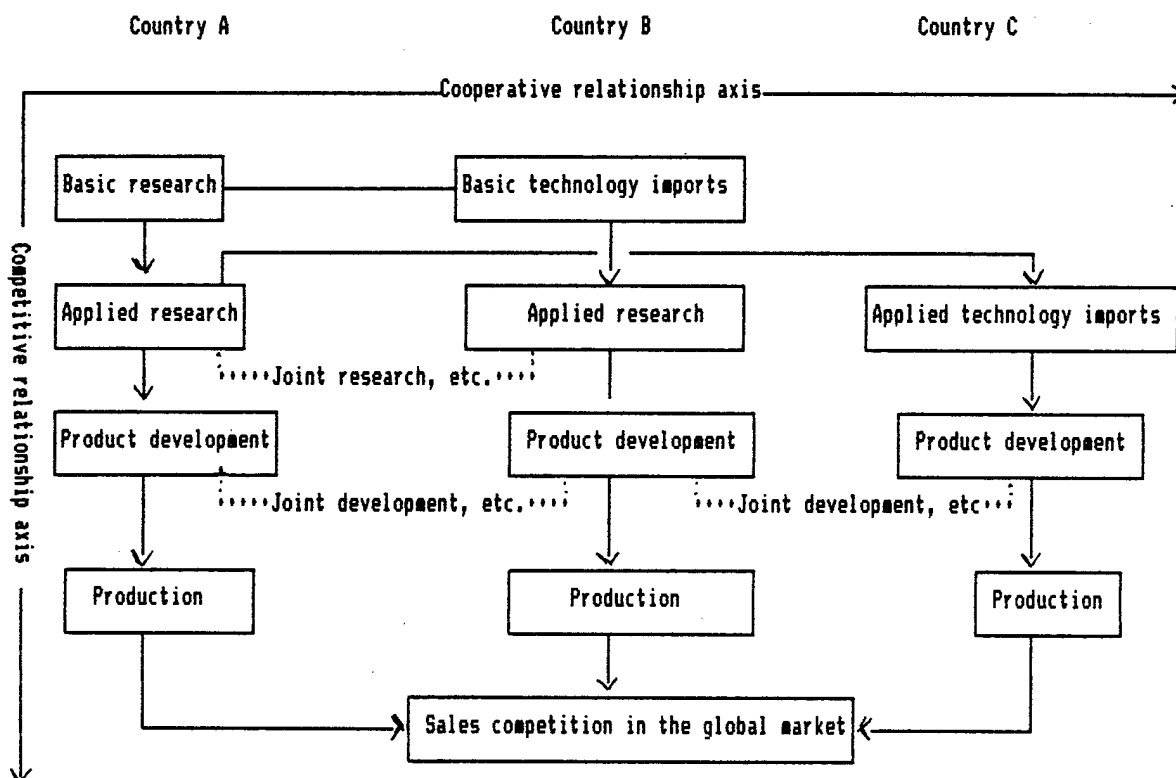 Country A
Country B
Country C
Cooperative relationship axis
Competitive relationship axis
Basic research
Basic technology imports
Applied research
Applied research
Applied technology imports
Joint research, etc.
Product development
Product development
Product development
Joint development, etc.
Joint development, etc
Production
Production
Production
Sales competition in the global market